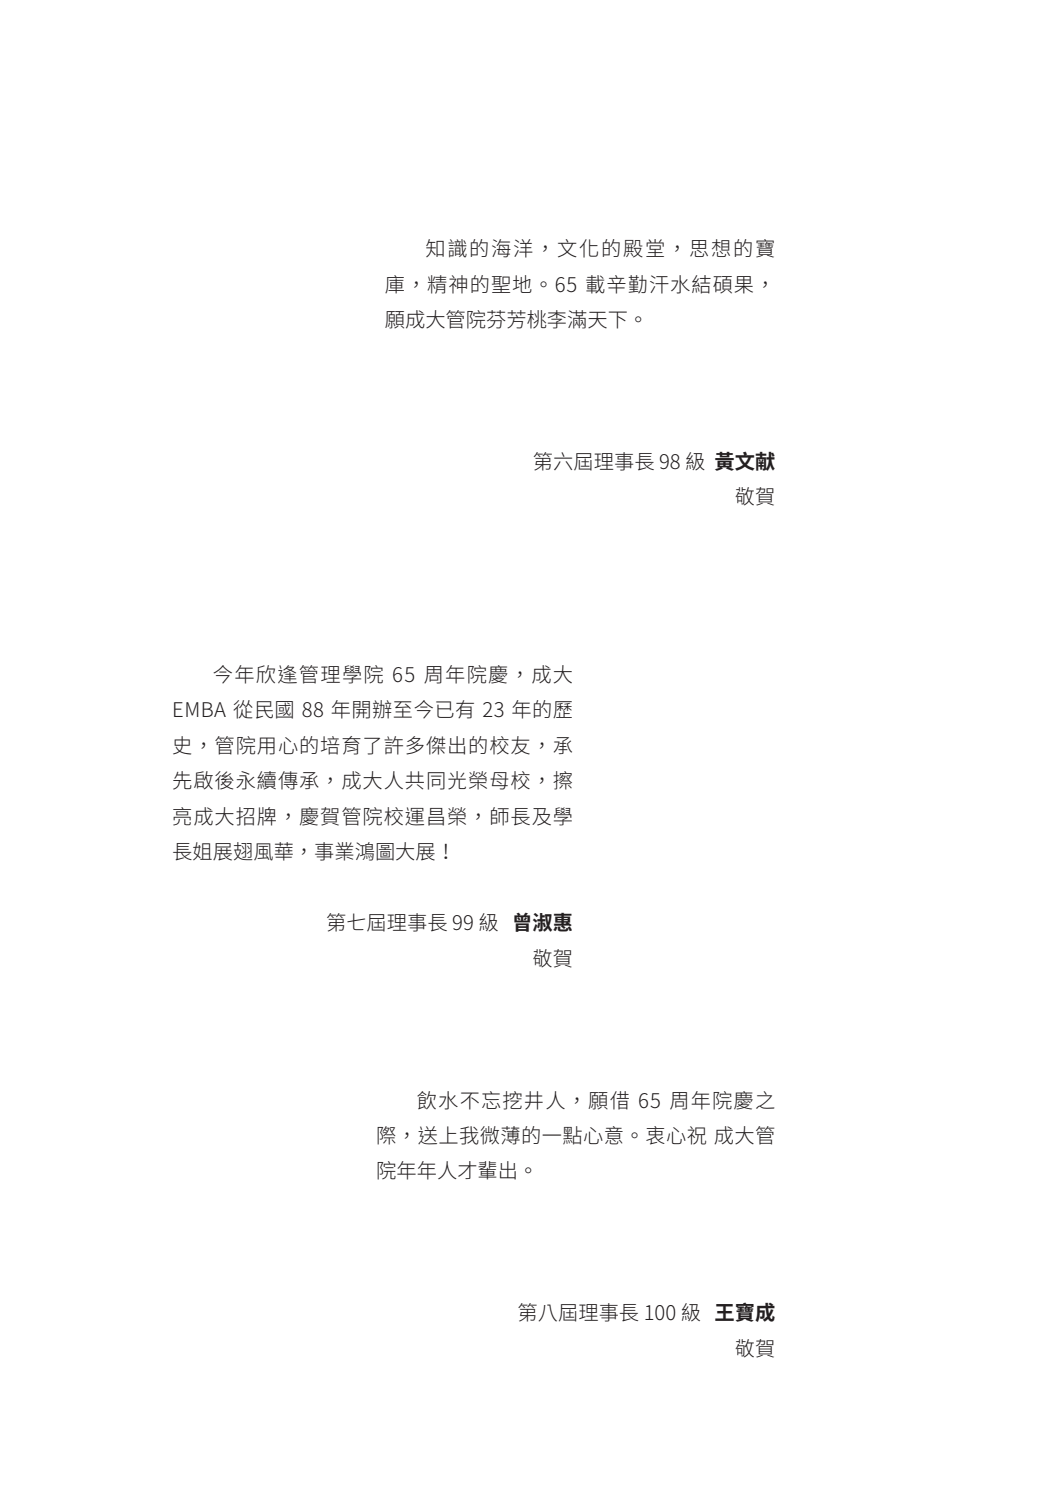 知識的海洋，文化的殿堂，思想的寶
庫，精神的聖地。65 載辛勤汗水結碩果，
願成大管院芬芳桃李滿天下。
第六屆理事長 98 級 黃文献
敬賀
今年欣逢管理學院 65 周年院慶，成大
EMBA 從民國 88 年開辦至今已有 23 年的歷
史，管院用心的培育了許多傑出的校友，承
先啟後永續傳承，成大人共同光榮母校，擦
亮成大招牌，慶賀管院校運昌榮，師長及學
長姐展翅風華，事業鴻圖大展！
第七屆理事長 99 級 曾淑惠
敬賀
飲水不忘挖井人，願借 65 周年院慶之
際，送上我微薄的一點心意。衷心祝 成大管
院年年人才輩出。
第八屆理事長 100 級 王寶成
敬賀